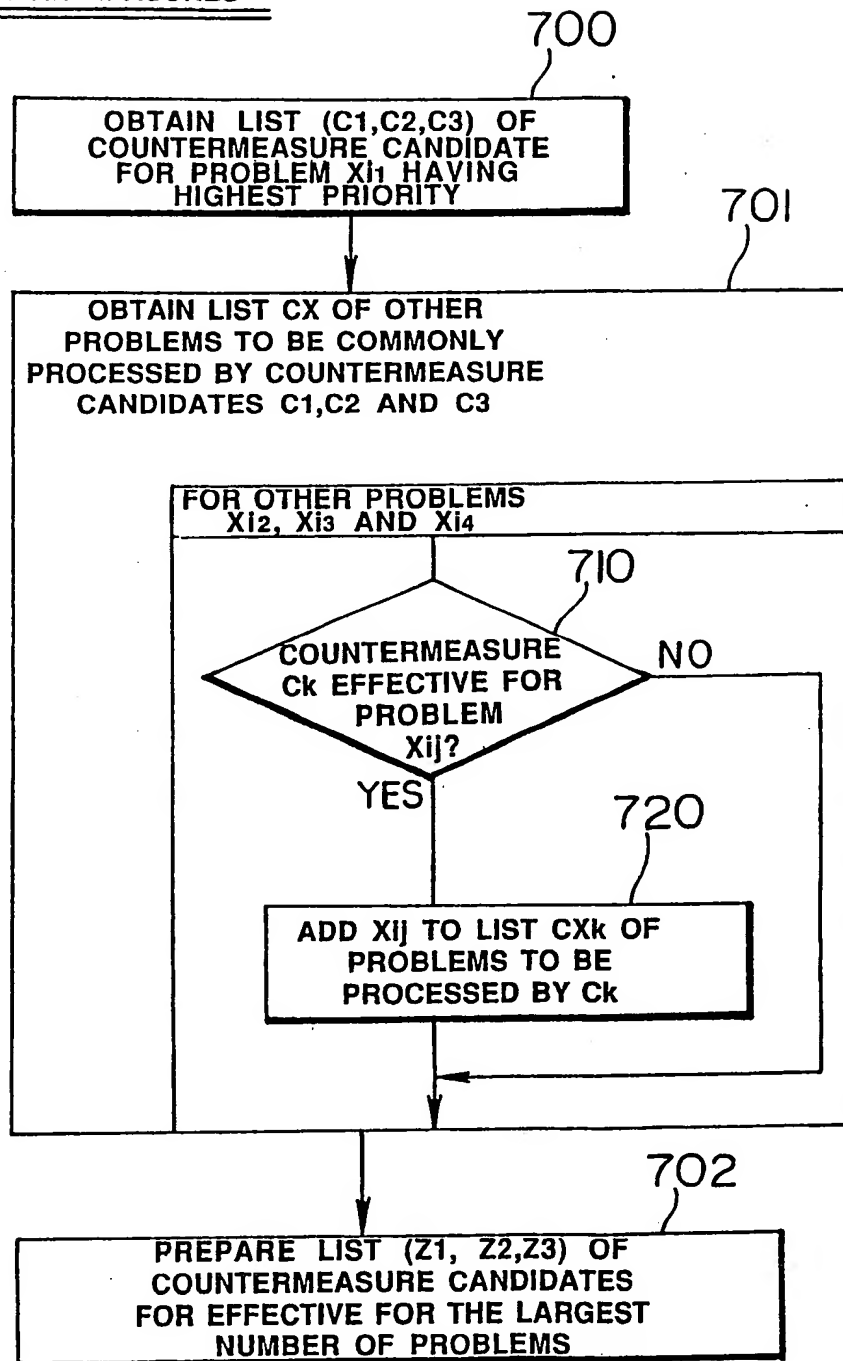 700
OBTAIN LIST (C1,C2,C3) OF
COUNTERMEASURE CANDIDATE
FOR PROBLEM Xi1 HAVING
HIGHEST PRIORITY
701
OBTAIN LIST CX OF OTHER
PROBLEMS TO BE COMMONLY
PROCESSED BY COUNTERMEASURE
CANDIDATES C1,C2 AND C3
FOR OTHER PROBLEMS
Xi2, Xi3 AND Xi4
710
COUNTERMEASURE
Ck EFFECTIVE FOR
PROBLEM
Xij?
NO
YES
720
ADD Xij TO LIST CXk OF
PROBLEMS TO BE
PROCESSED BY Ck
702
PREPARE LIST (Z1, Z2,Z3) OF
COUNTERMEASURE CANDIDATES
FOR EFFECTIVE FOR THE LARGEST
NUMBER OF PROBLEMS